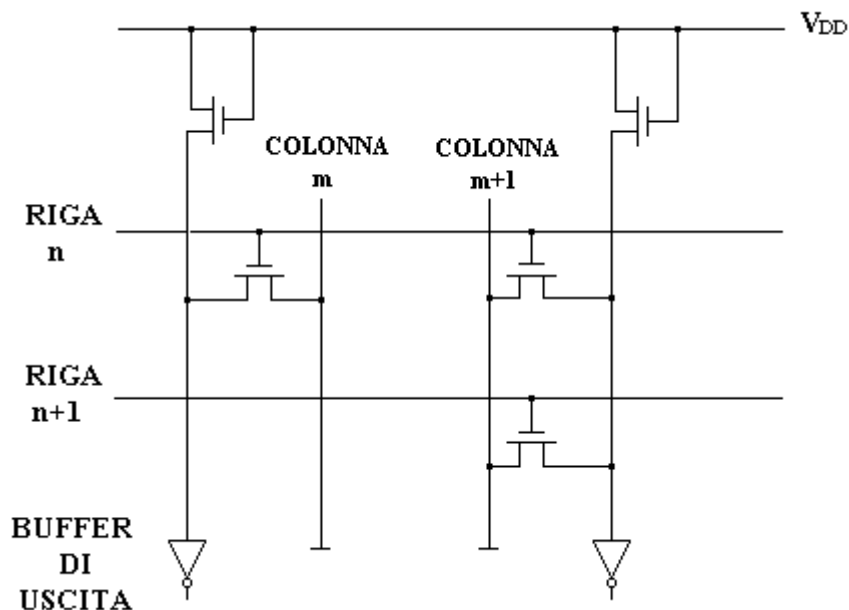 VDD
COLONNA
m
COLONNA
m+1
RIGA
n
RIGA
n+1
BUFFER
DI
USCITA